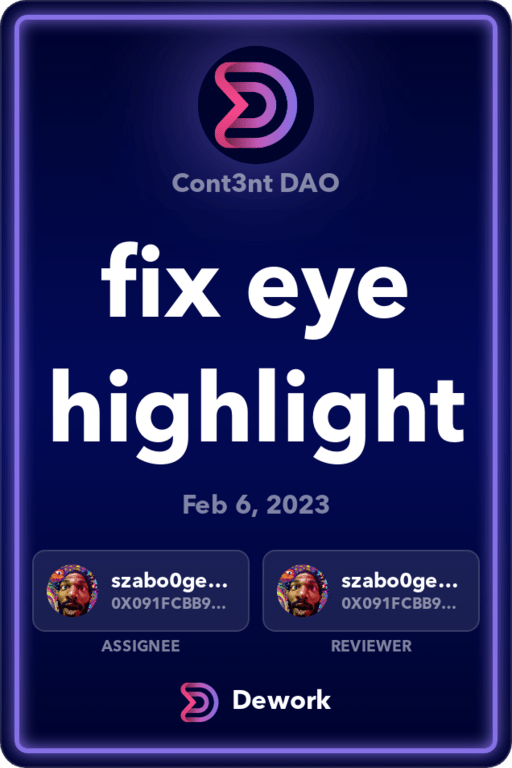 Cont3nt DAO
fix eye
highlight
Feb 6, 2023
szabo0ge...
0X091FCBB9...
ASSIGNEE
szabo0ge...
0X091FCBB9...
REVIEWER
Dework